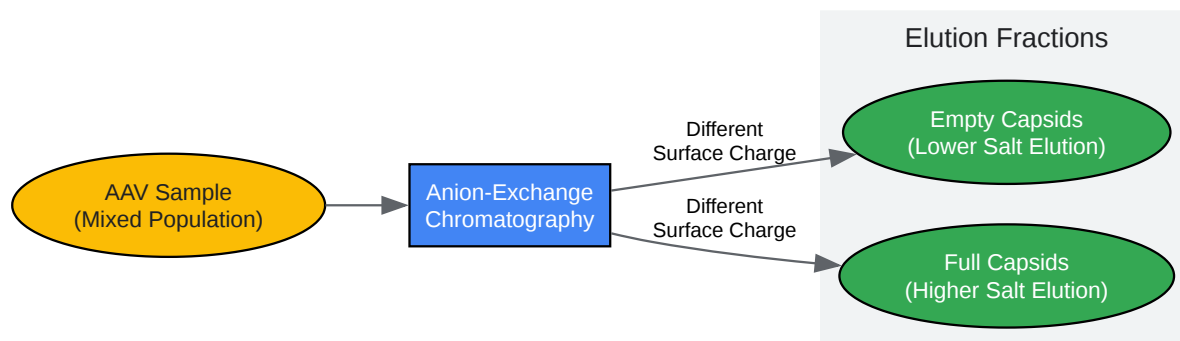 Elution Fractions
AAV Sample
(Mixed Population)
Anion-Exchange
Chromatography
Different
Surface Charge
Different
Surface Charge
Empty Capsids
(Lower Salt Elution)
Full Capsids
(Higher Salt Elution)